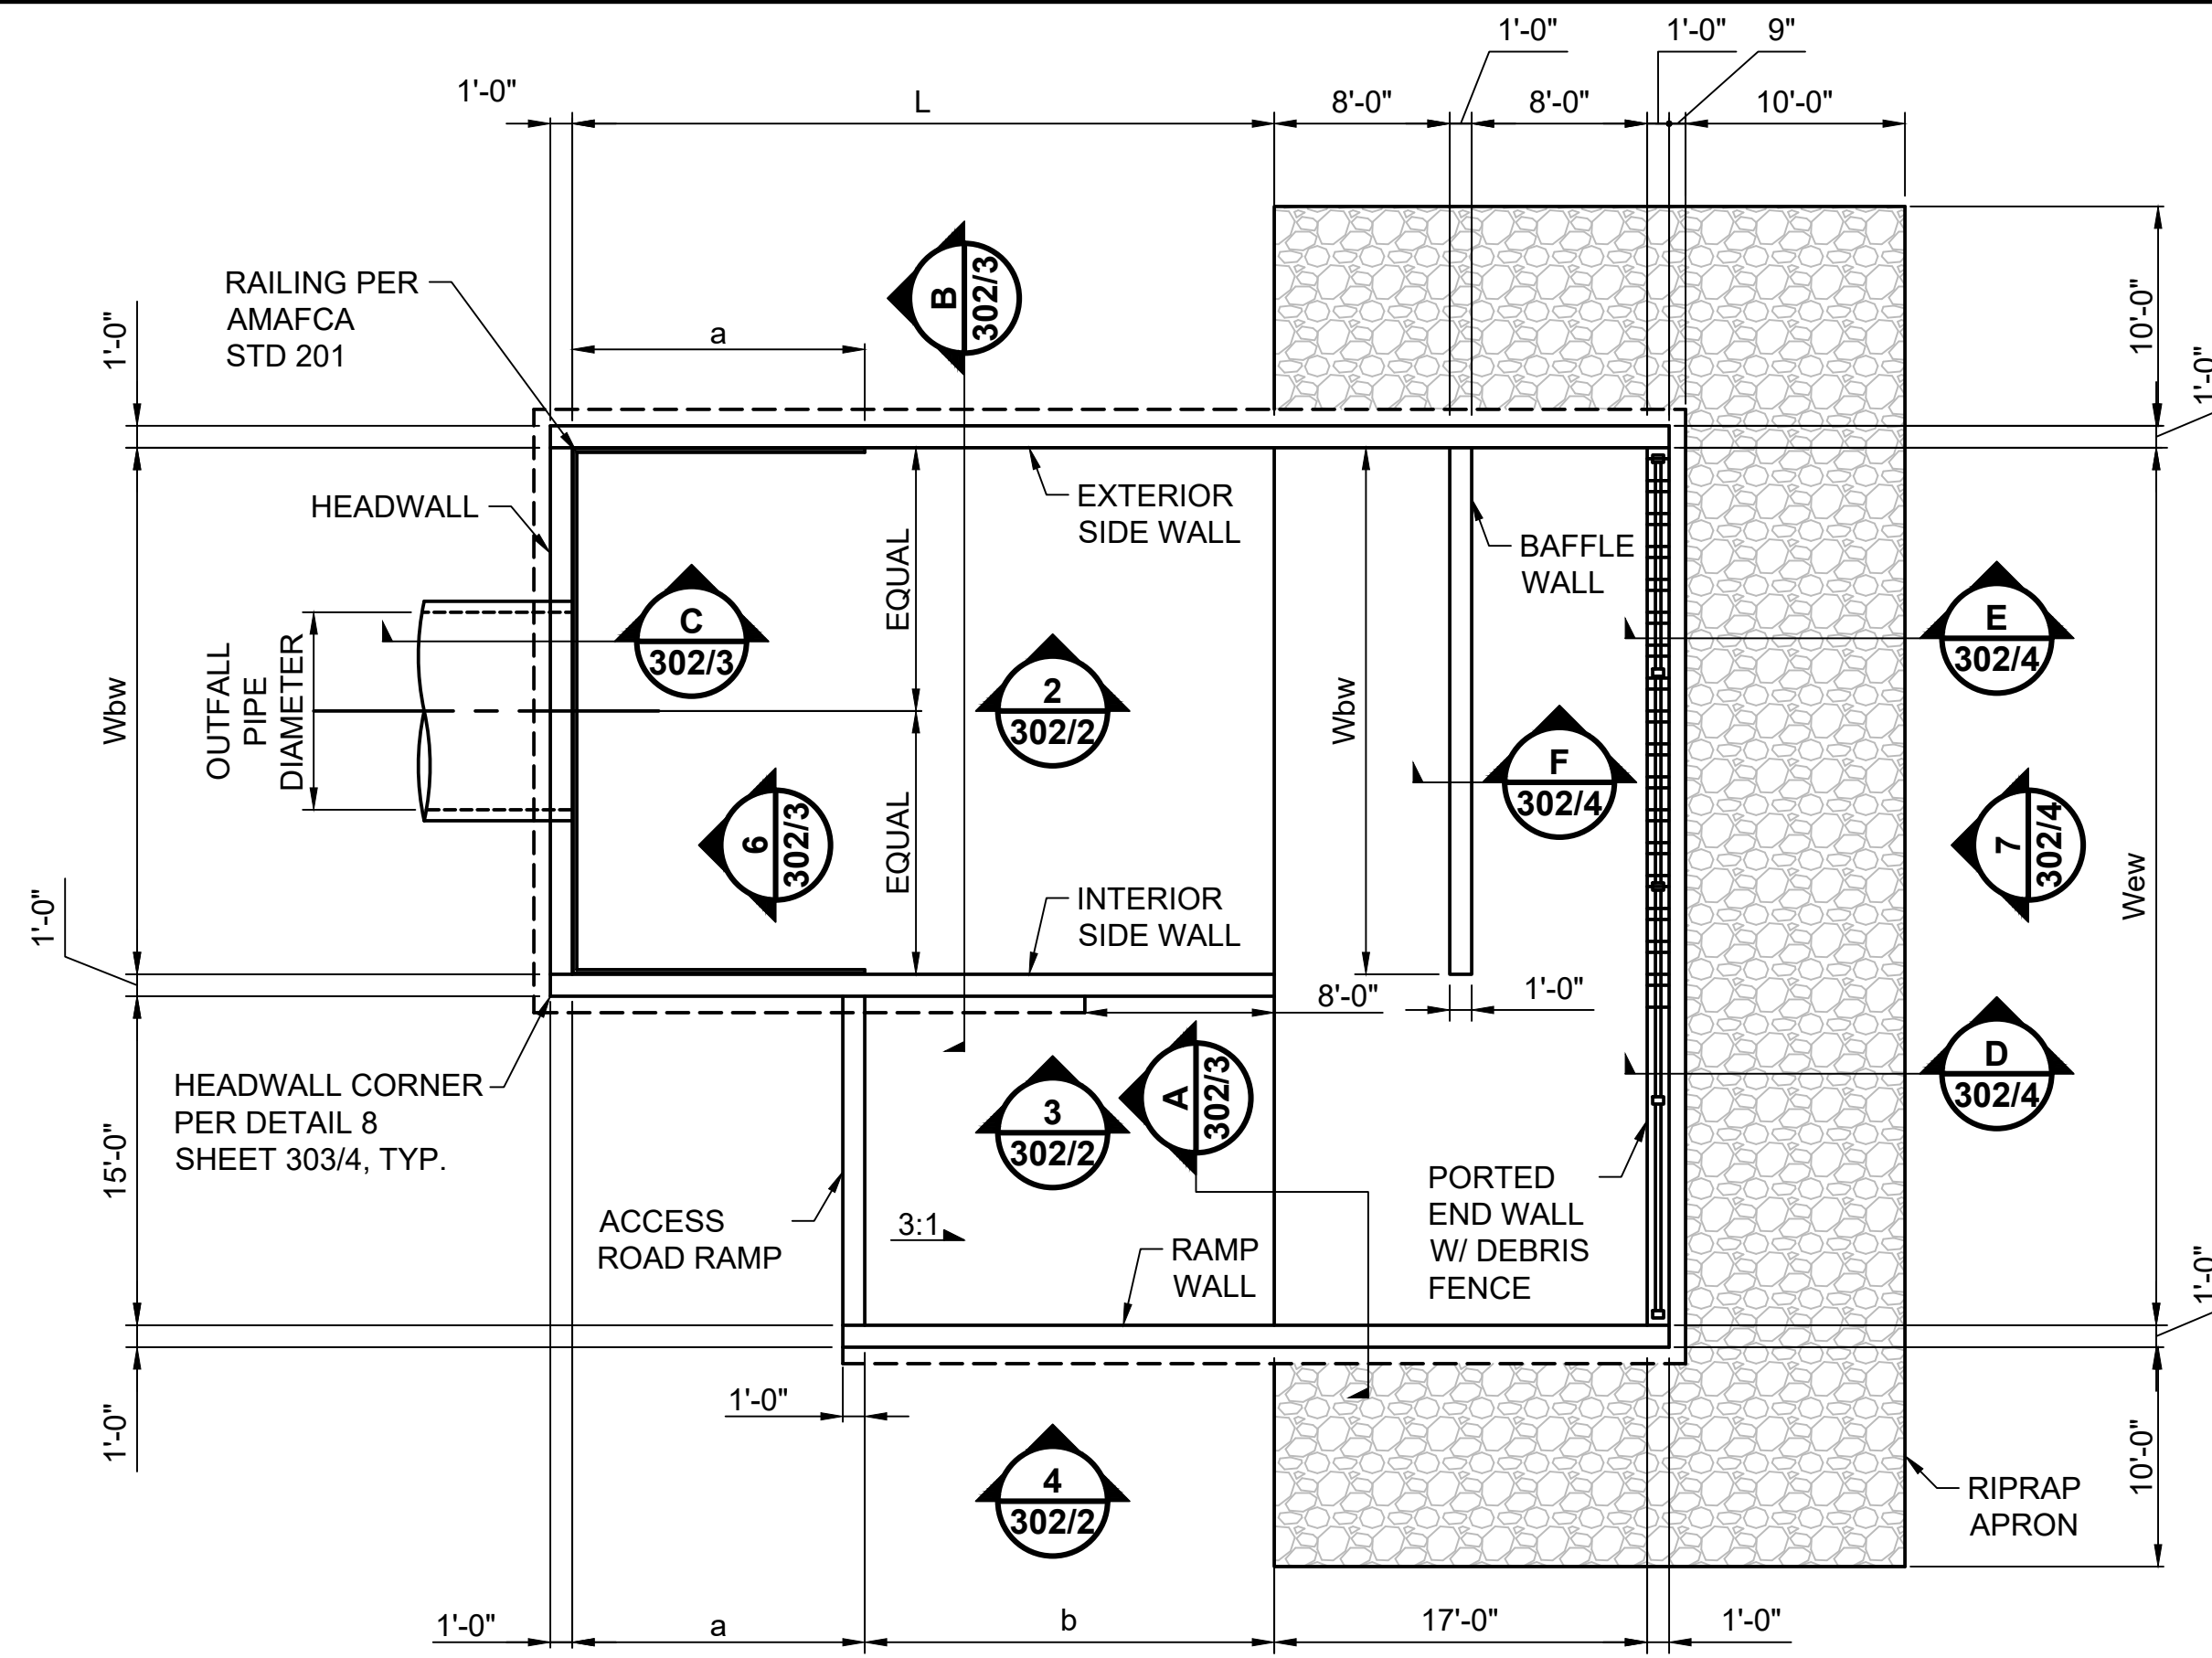 1'-0"
1'-0"
9"
1'-0"
L
8'-0"
8'-0"
10'-0"
B
302/3
RAILING PER
AMAFCA
STD 201
1'-0"
a
10'-0"
1'-0"
HEADWALL
EXTERIOR
SIDE WALL
BAFFLE
WALL
EQUAL
C
302/3
E
302/4
Wbw
OUTFALL
PIPE
DIAMETER
2
302/2
Wbw
F
302/4
6
302/3
EQUAL
7
302/4
Wew
1'-0"
INTERIOR
SIDE WALL
8'-0"
1'-0"
HEADWALL CORNER
PER DETAIL 8
SHEET 303/4, TYP.
15'-0"
3
302/2
A
302/3
D
302/4
ACCESS
ROAD RAMP
3:1
RAMP
WALL
PORTED
END WALL
W/ DEBRIS
FENCE
1'-0"
1'-0"
1'-0"
4
302/2
10'-0"
RIPRAP
APRON
1'-0"
a
b
17'-0"
1'-0"